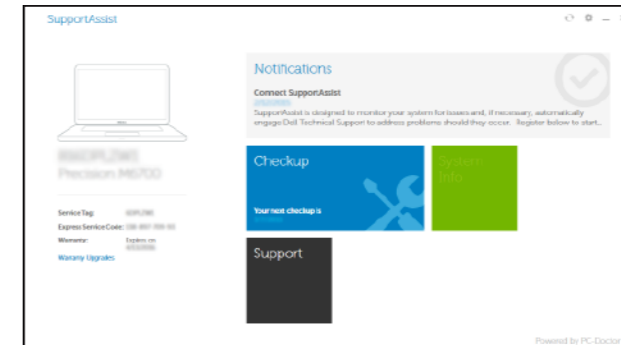 SupportAssist
Precision M6700
Service Tag:
Express Service Code:
Warranty: Expires on
Warranty Upgrades
Notifications
Connect SupportAssist
SupportAssist is designed to monitor your system for issues and, if necessary, automatically
engage Dell Technical Support to address problems should they occur. Register below to start...
Checkup
Your next checkup is
System
Info
Support
Powered by PC-Doctor